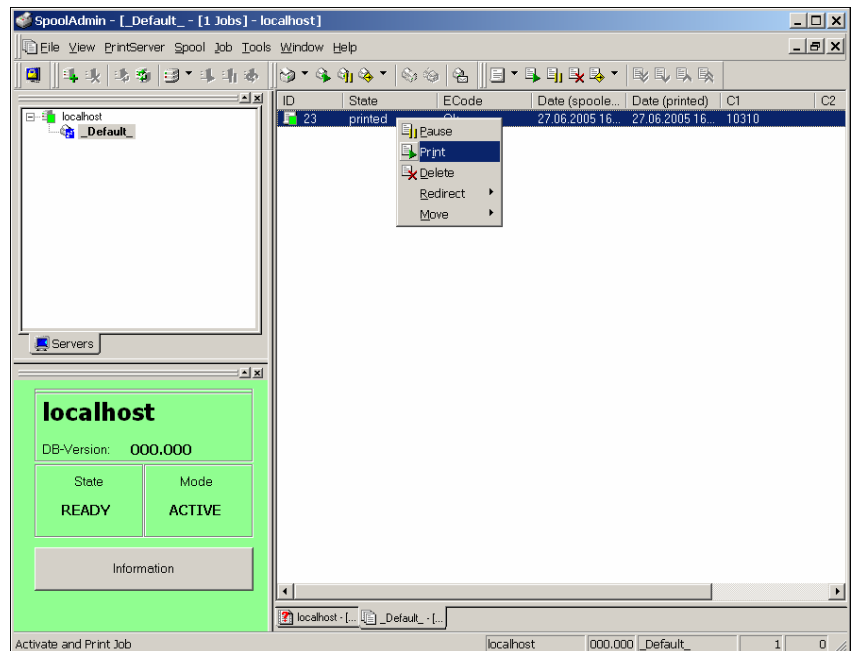 SpoolAdmin - [_Default_ - [1 Jobs] - localhost]
File View PrintServer Spool Job Tools Window Help
ID State ECode Date (spoole... Date (printed) C1 C2
23 printed Ok 27.06.2005 16... 27.06.2005 16... 10310
Pause
Print
Delete
Redirect
Move
localhost
_Default_
Servers
localhost
DB-Version: 000.000
State Mode
READY ACTIVE
Information
localhost - [... _Default_ - [...
Activate and Print Job localhost 000.000 _Default_ 1 0